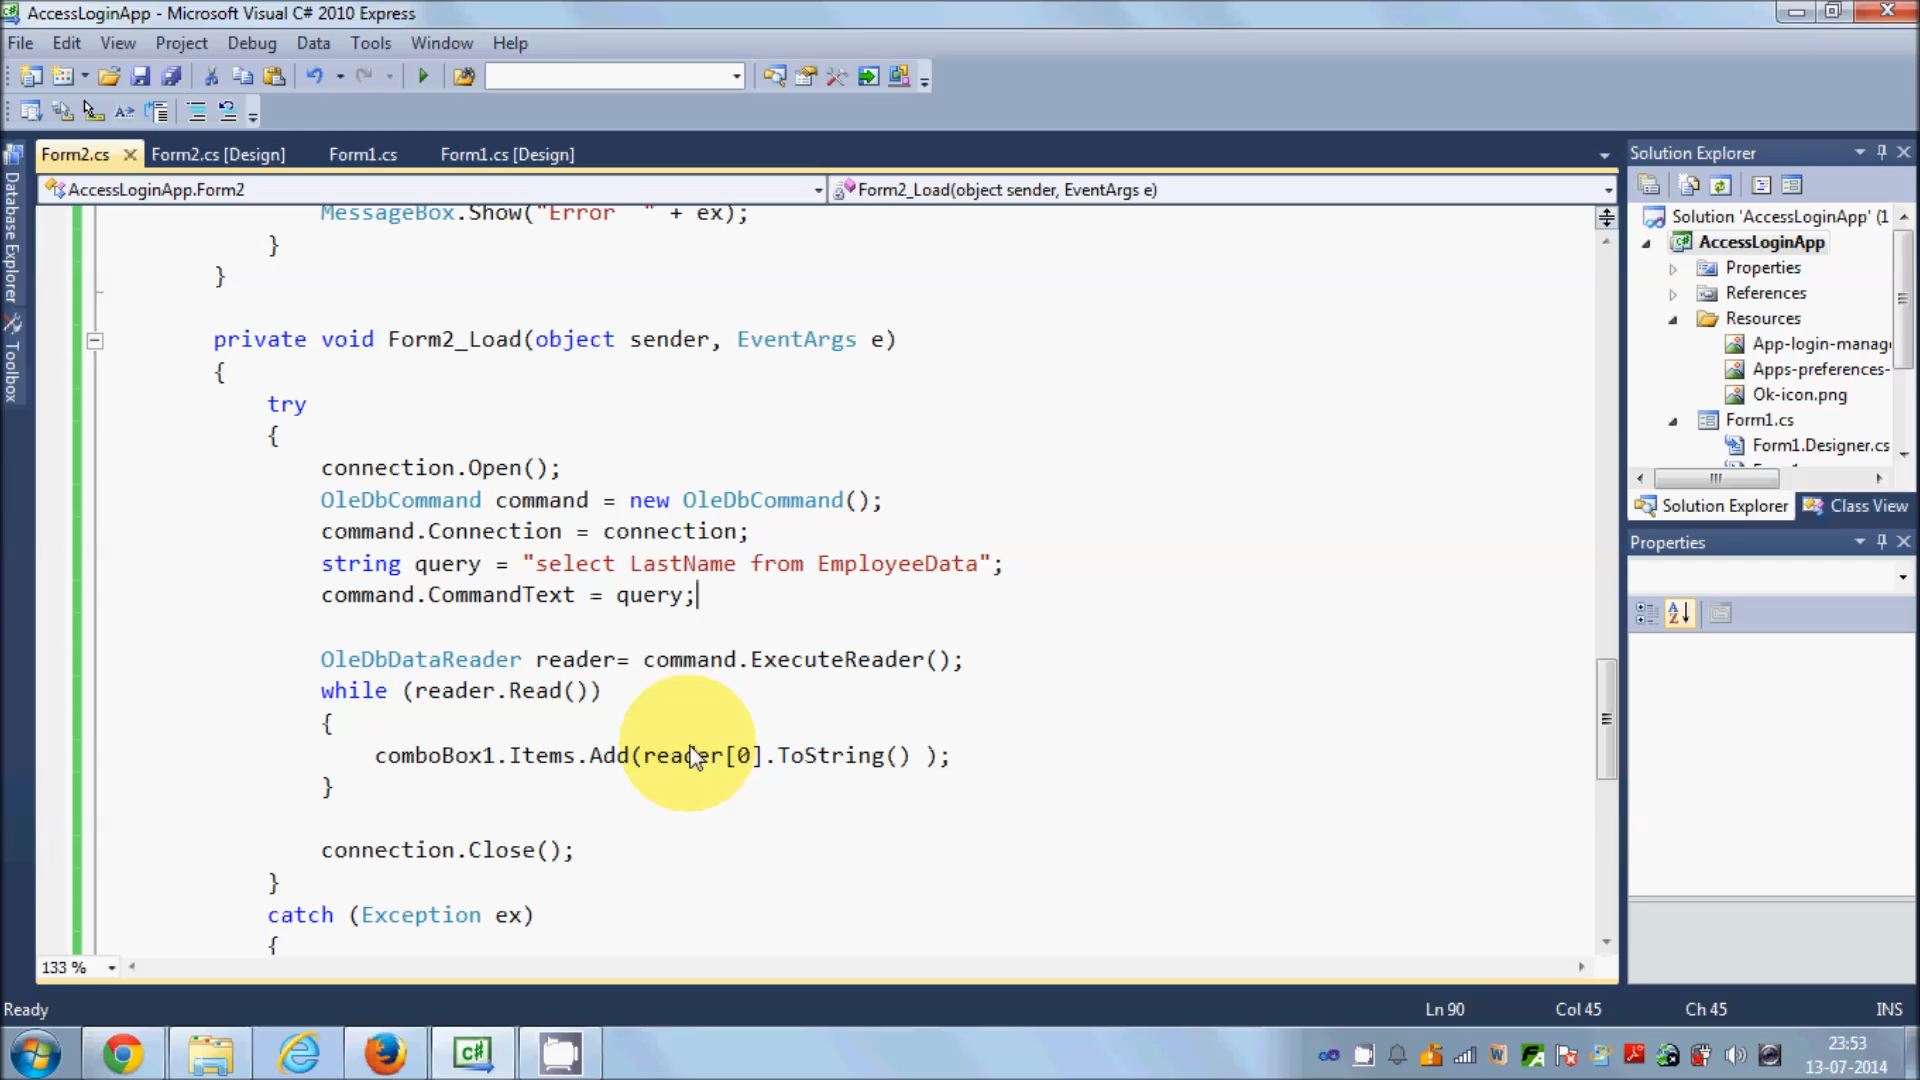 AccessLoginApp - Microsoft Visual C# 2010 Express
File Edit View Project Debug Data Tools Window Help
Form2.cs Form2.cs [Design] Form1.cs Form1.cs [Design]
AccessLoginApp.Form2 Form2_Load(object sender, EventArgs e)
Database Explorer
Toolbox
MessageBox.Show("Error  " + ex);
}
}
private void Form2_Load(object sender, EventArgs e)
{
try
{
connection.Open();
OleDbCommand command = new OleDbCommand();
command.Connection = connection;
string query = "select LastName from EmployeeData";
command.CommandText = query;
OleDbDataReader reader= command.ExecuteReader();
while (reader.Read())
{
comboBox1.Items.Add(reader[0].ToString() );
}
connection.Close();
}
catch (Exception ex)
{
133 %
Solution Explorer
Solution 'AccessLoginApp' (1
AccessLoginApp
Properties
References
Resources
App-login-manag
Apps-preferences-
Ok-icon.png
Form1.cs
Form1.Designer.cs
Solution Explorer Class View
Properties
Ready Ln 90 Col 45 Ch 45 INS
23:53
13-07-2014